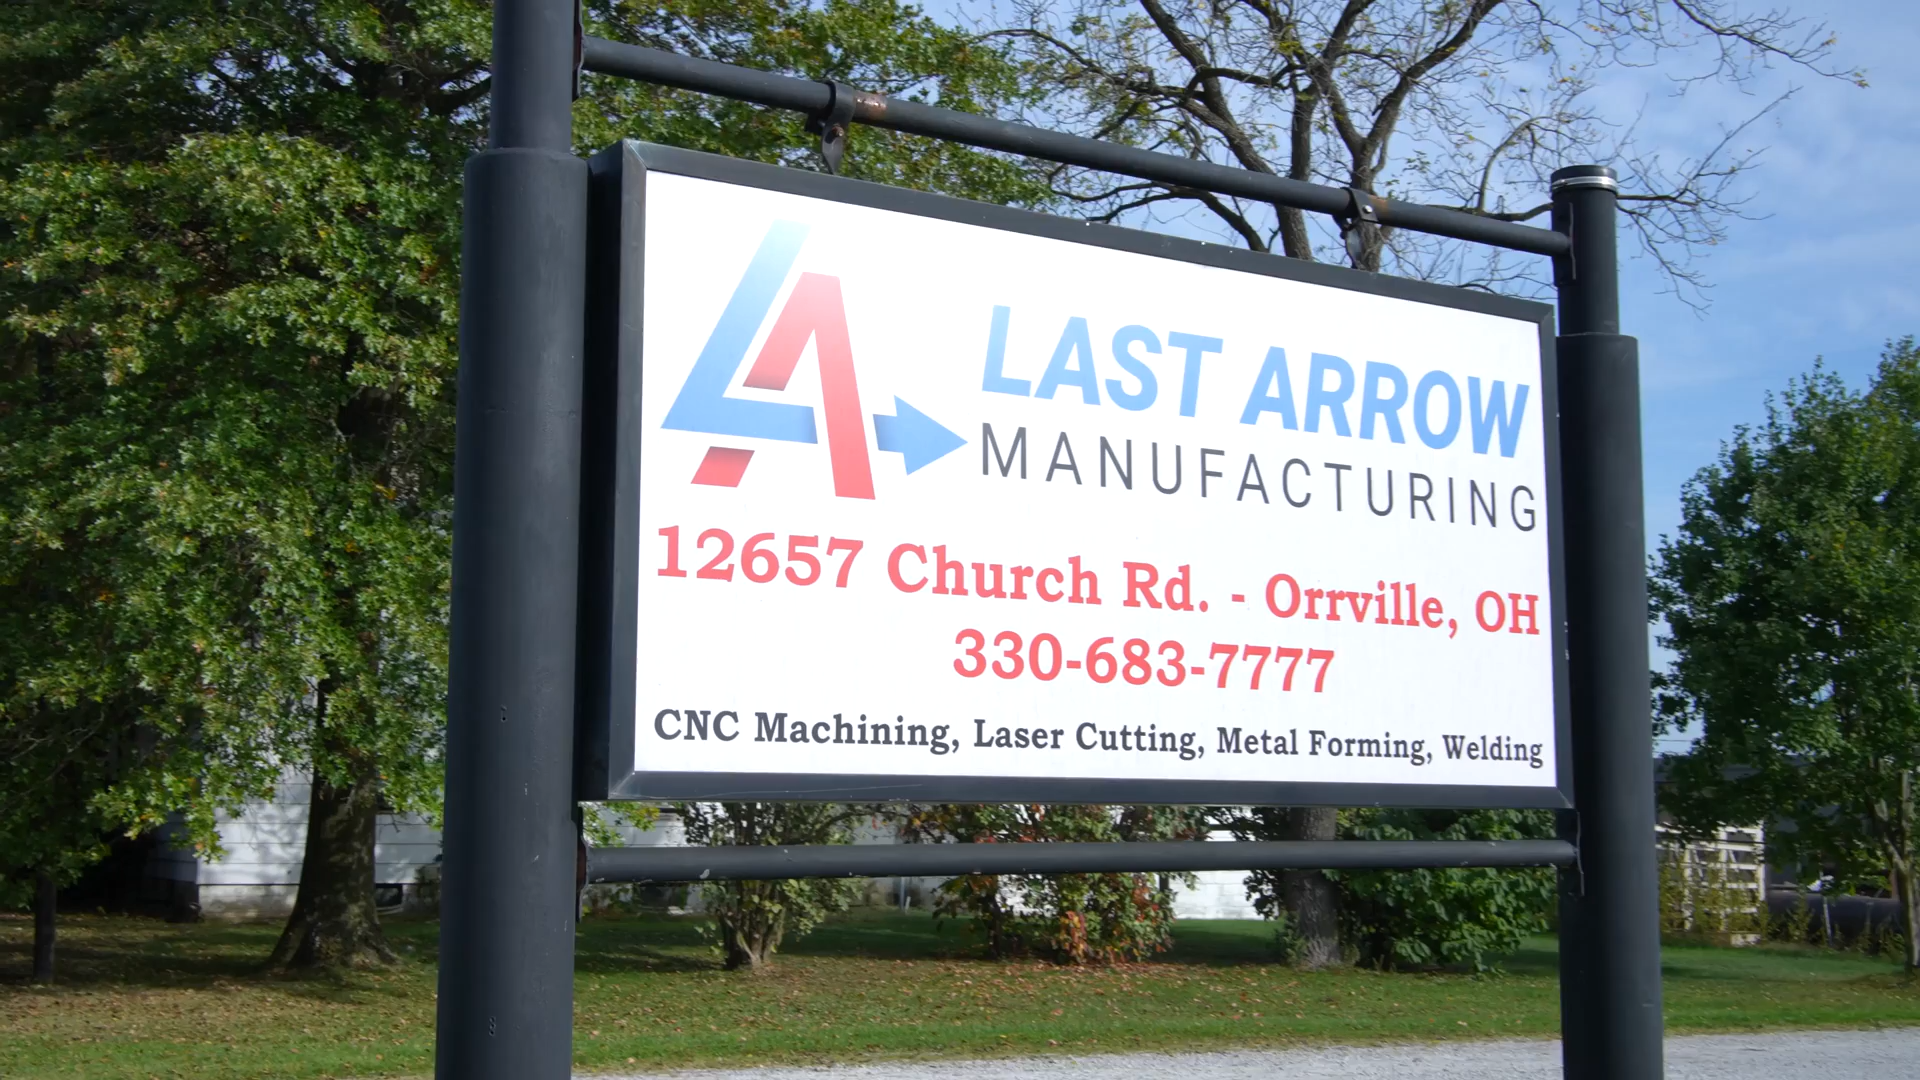 LAST ARROW
MANUFACTURING
12657 Church Rd. - Orrville, OH
330-683-7777
CNC Machining, Laser Cutting, Metal Forming, Welding